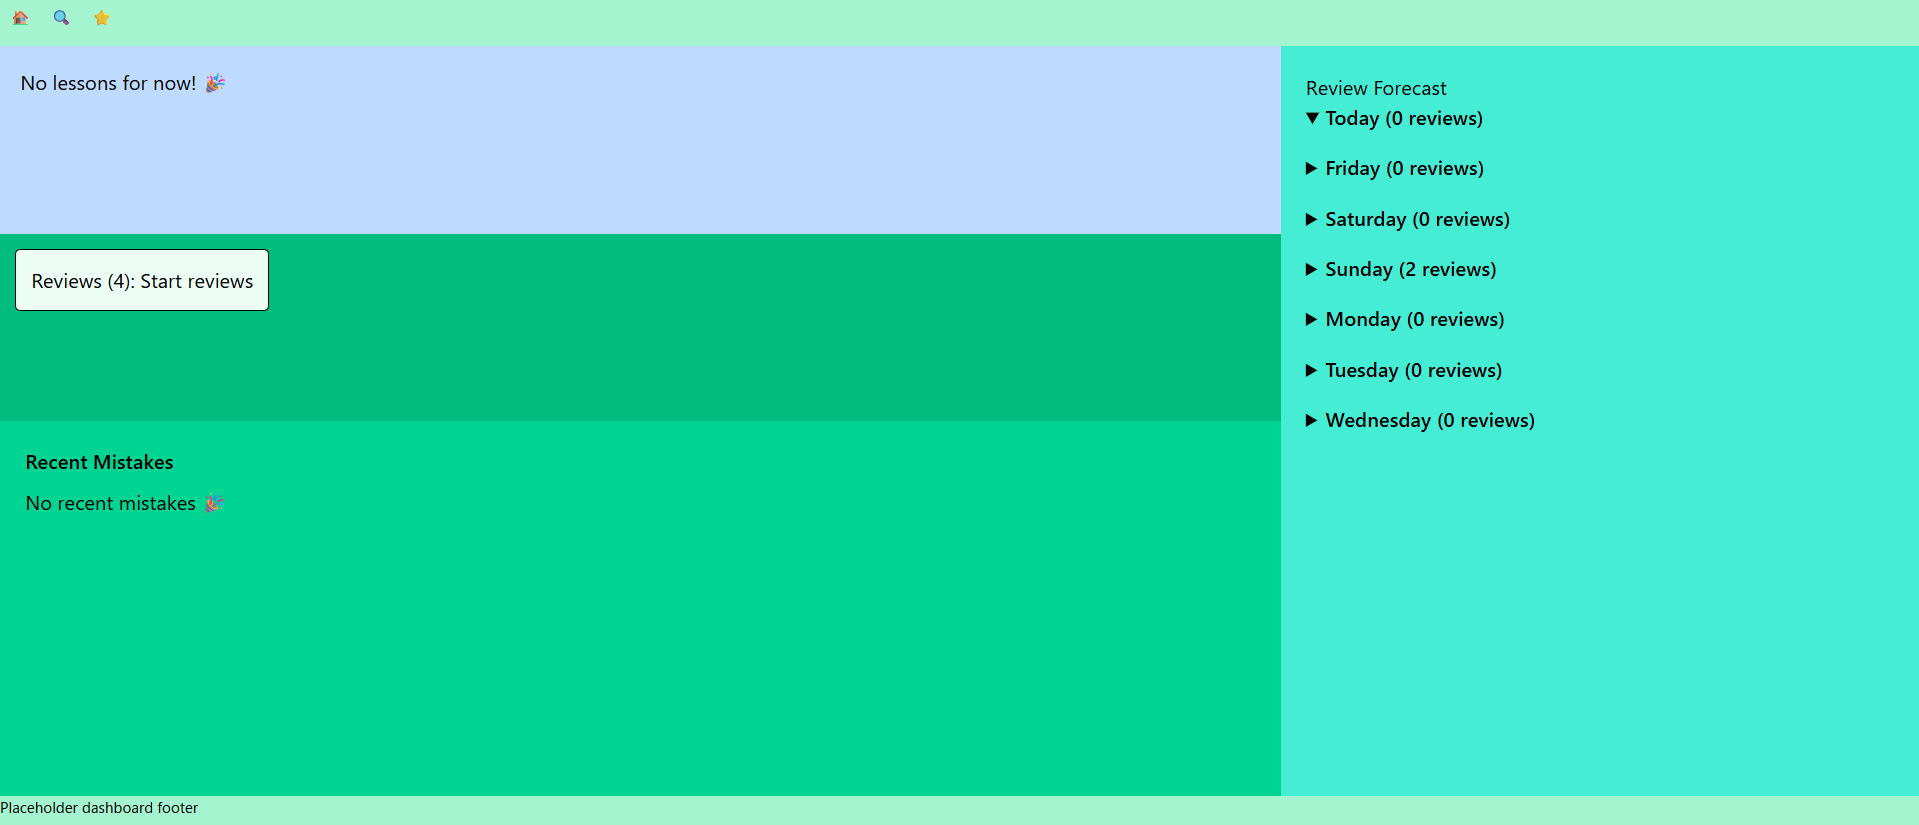 No lessons for now! 🎉
Reviews (4): Start reviews
Recent Mistakes
No recent mistakes 🎉
Review Forecast
▼ Today (0 reviews)
▶ Friday (0 reviews)
▶ Saturday (0 reviews)
▶ Sunday (2 reviews)
▶ Monday (0 reviews)
▶ Tuesday (0 reviews)
▶ Wednesday (0 reviews)
Placeholder dashboard footer